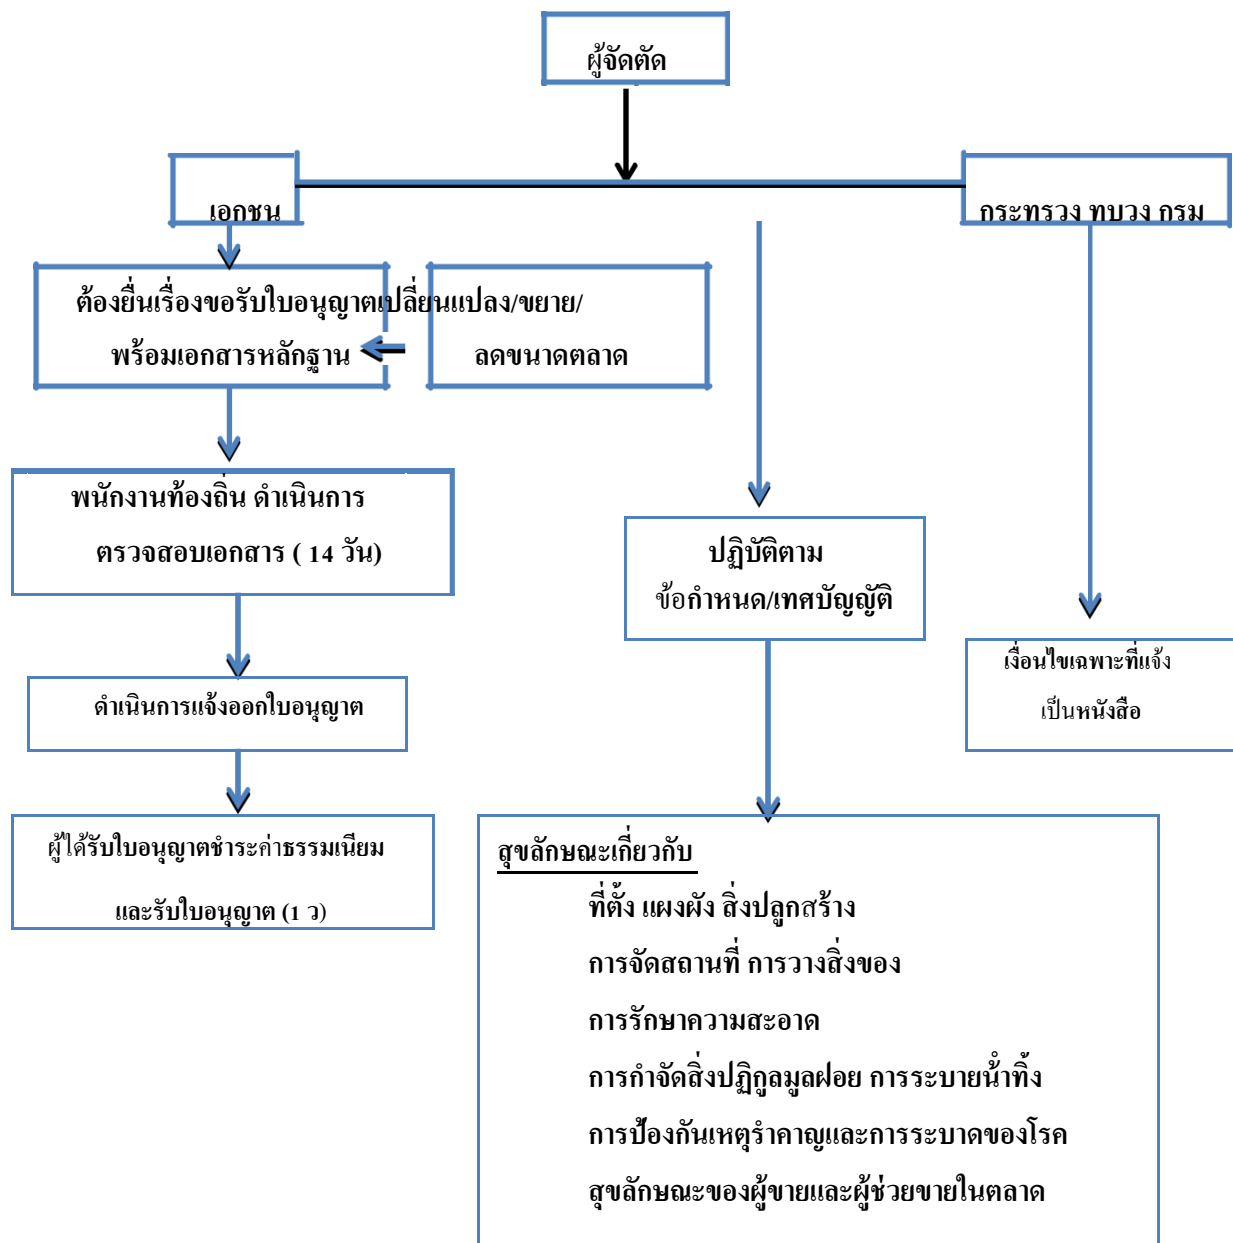 ผู้จัดตัด
เอกชน
กระทรวง ทบวง กรม
ต้องยื่นเรื่องขอรับใบอนุญาตเปลี่ยนแปลง/ขยาย/
พร้อมเอกสารหลักฐาน
ลดขนาดตลาด
พนักงานท้องถิ่น ดำเนินการ
ตรวจสอบเอกสาร ( 14 วัน)
ปฏิบัติตาม
ข้อกำหนด/เทศบัญญัติ
เงื่อนไขเฉพาะที่แจ้ง
เป็นหนังสือ
ดำเนินการแจ้งออกใบอนุญาต
ผู้ได้รับใบอนุญาตชำระค่าธรรมเนียม
และรับใบอนุญาต (1 ว)
สุขลักษณะเกี่ยวกับ
ที่ตั้ง แผงผัง สิ่งปลูกสร้าง
การจัดสถานที่ การวางสิ่งของ
การรักษาความสะอาด
การกำจัดสิ่งปฏิกูลมูลฝอย การระบายน้ำทิ้ง
การป้องกันเหตุรำคาญและการระบาดของโรค
สุขลักษณะของผู้ขายและผู้ช่วยขายในตลาด